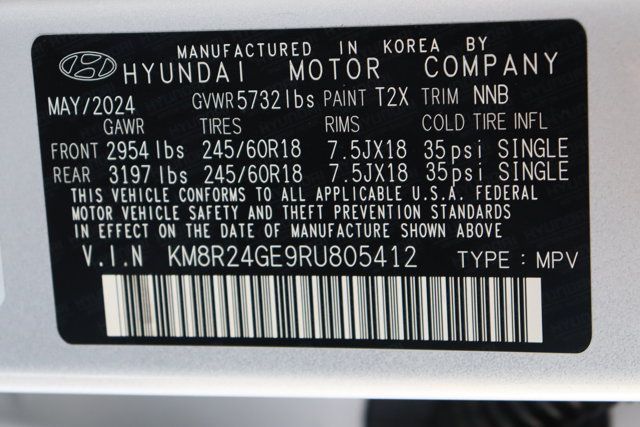 MANUFACTURED IN KOREA BY
HYUNDAI MOTOR COMPANY
MAY/2024 GVWR 5732lbs PAINT T2X TRIM NNB
GAWR TIRES RIMS COLD TIRE INFL
FRONT 2954 lbs 245/60R18 7.5JX18 35psi SINGLE
REAR 3197 lbs 245/60R18 7.5JX18 35psi SINGLE
THIS VEHICLE CONFORMS TO ALL APPLICABLE U.S.A. FEDERAL
MOTOR VEHICLE SAFETY AND THEFT PREVENTION STANDARDS
IN EFFECT ON THE DATE OF MANUFACTURE SHOWN ABOVE
V.I.N KM8R24GE9RU805412 TYPE : MPV